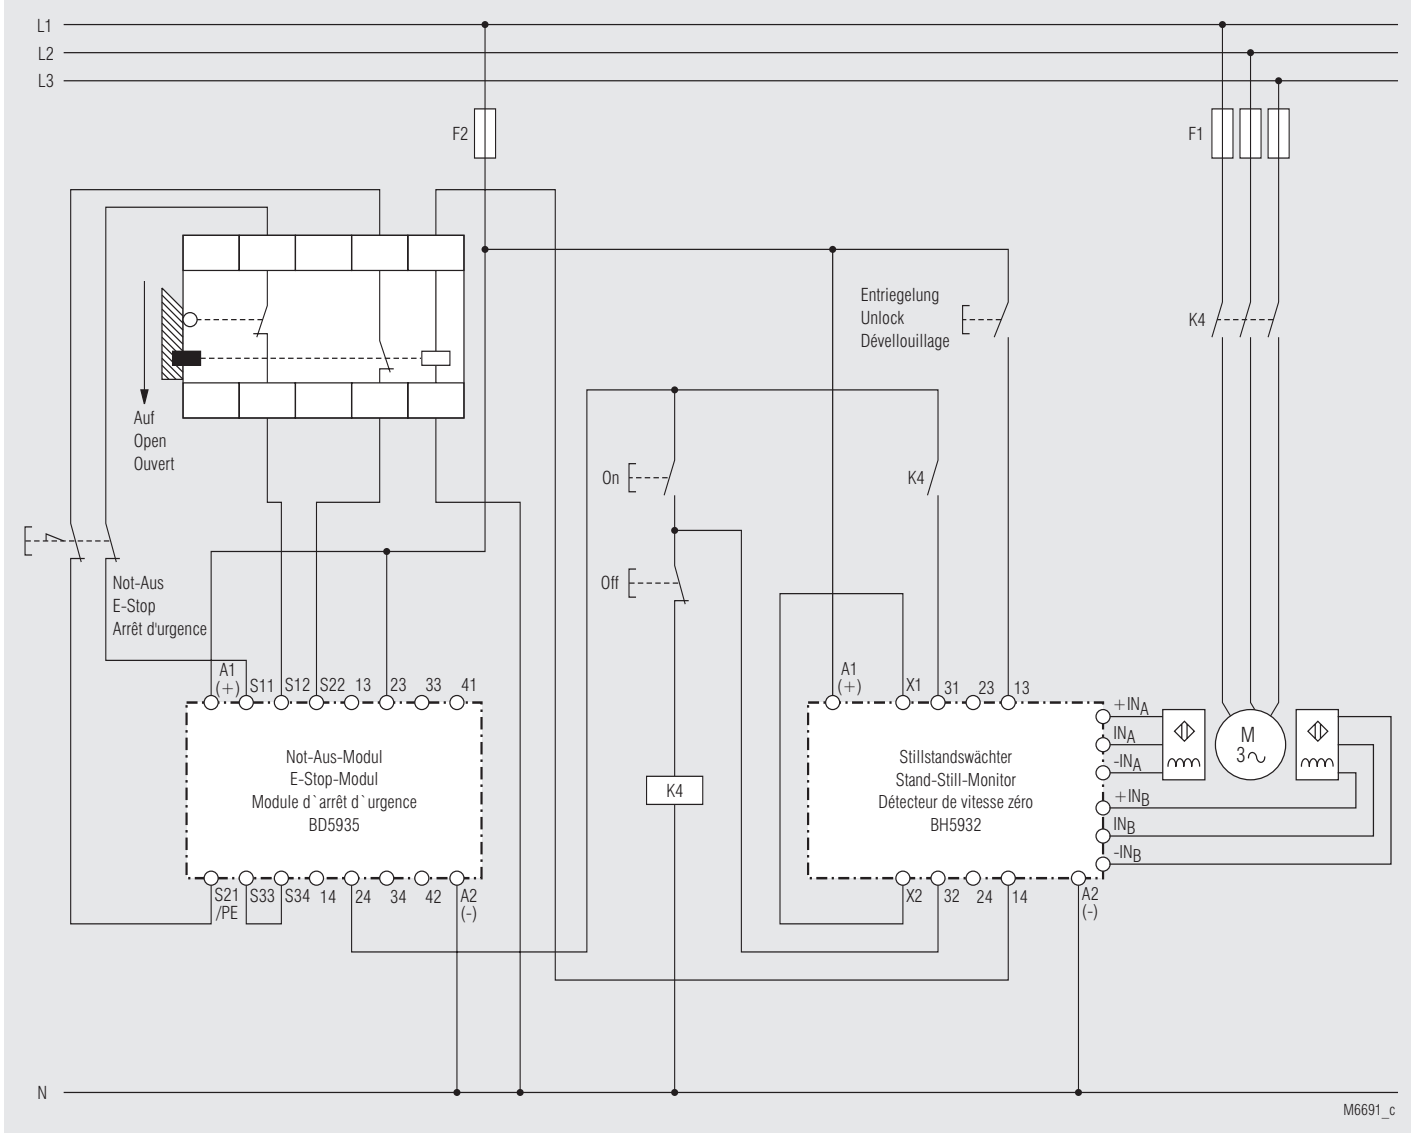 L1
L2
L3
F2
F1
Entriegelung
Unlock
Dévellouillage
K4
Auf
Open
Ouvert
On
K4
Off
Not-Aus
E-Stop
Arrêt d'urgence
A1
(+)
S11
S12
S22
13
23
33
41
A1
(+)
X1
31
23
13
Not-Aus-Modul
E-Stop-Modul
Module d`arrêt d`urgence
BD5935
K4
Stillstandswächter
Stand-Still-Monitor
Détecteur de vitesse zéro
BH5932
+INA
INA
-INA
+INB
INB
-INB
M
3~
S21
/PE
S33
S34
14
24
34
42
A2
(-)
X2
32
24
14
A2
(-)
N
M6691_c